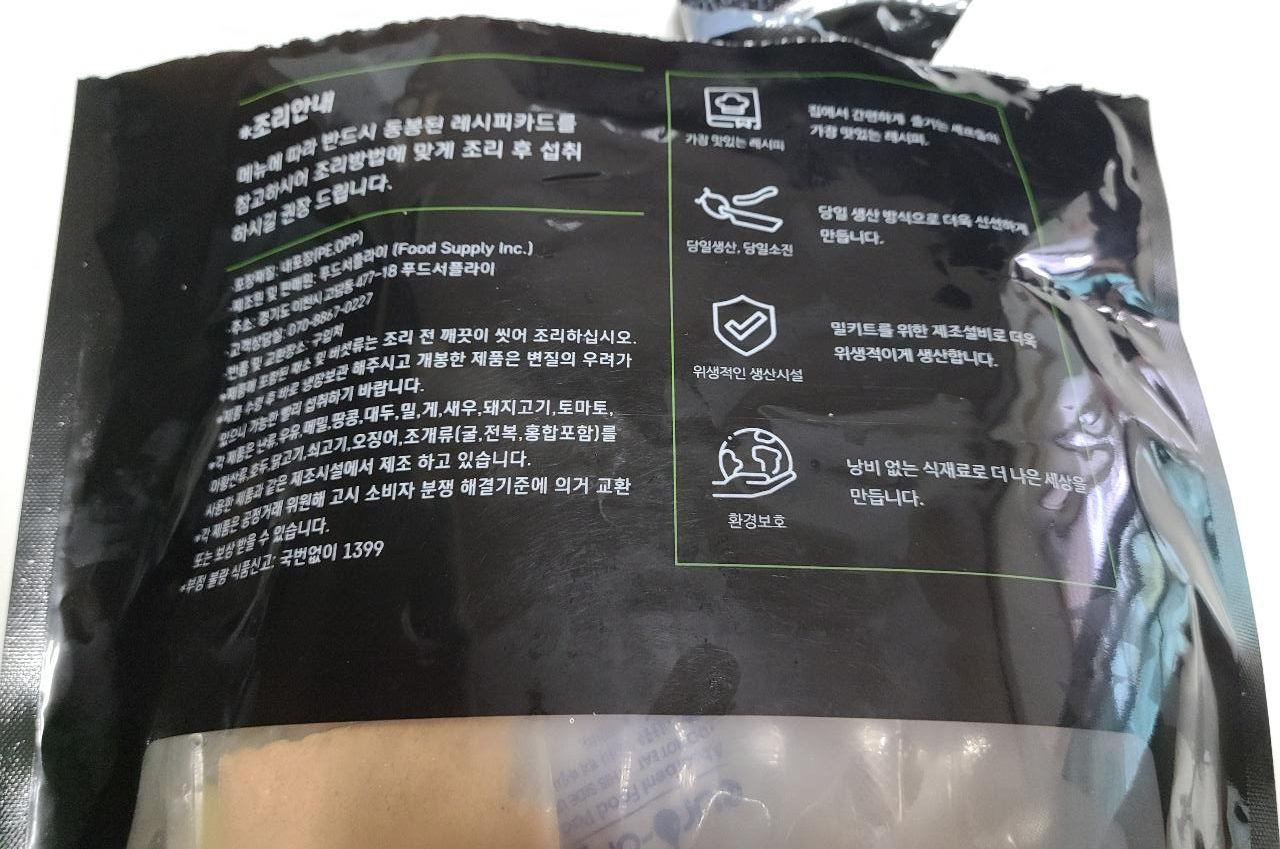 *조리안내
메뉴에 따라 반드시 동봉된 레시피카드를
참고하시어 조리방법에 맞게 조리 후 섭취
하시길 권장 드립니다.
·포장재질: 내포장(PE,OPP)
·제조원 및 판매원: 푸드서플라이 (Food Supply Inc.)
·주소: 경기도 이천시 고담동 477-18 푸드서플라이
·고객상담실: 070-8867-0227
·반품 및 교환장소: 구입처
*제품에 포함된 채소 및 버섯류는 조리 전 깨끗이 씻어 조리하십시오.
*제품 수령 후 바로 냉장보관 해주시고 개봉한 제품은 변질의 우려가
있으니 가능한 빨리 섭취하기 바랍니다.
*각 제품은 난류,우유,메밀,땅콩,대두,밀,게,새우,돼지고기,토마토,
아황산류,호두,닭고기,쇠고기,오징어,조개류(굴,전복,홍합포함)를
사용한 제품과 같은 제조시설에서 제조 하고 있습니다.
*각 제품은 공정거래 위원해 고시 소비자 분쟁 해결기준에 의거 교환
또는 보상 받을 수 있습니다.
*부정 불량 식품신고: 국번없이 1399
가장 맛있는 레시피
집에서 간편하게 즐기는 셰프들의
가장 맛있는 레시피.
당일생산, 당일소진
당일 생산 방식으로 더욱 신선하게
만듭니다.
위생적인 생산시설
밀키트를 위한 제조설비로 더욱
위생적이게 생산합니다.
환경보호
낭비 없는 식재료로 더 나은 세상을
만듭니다.